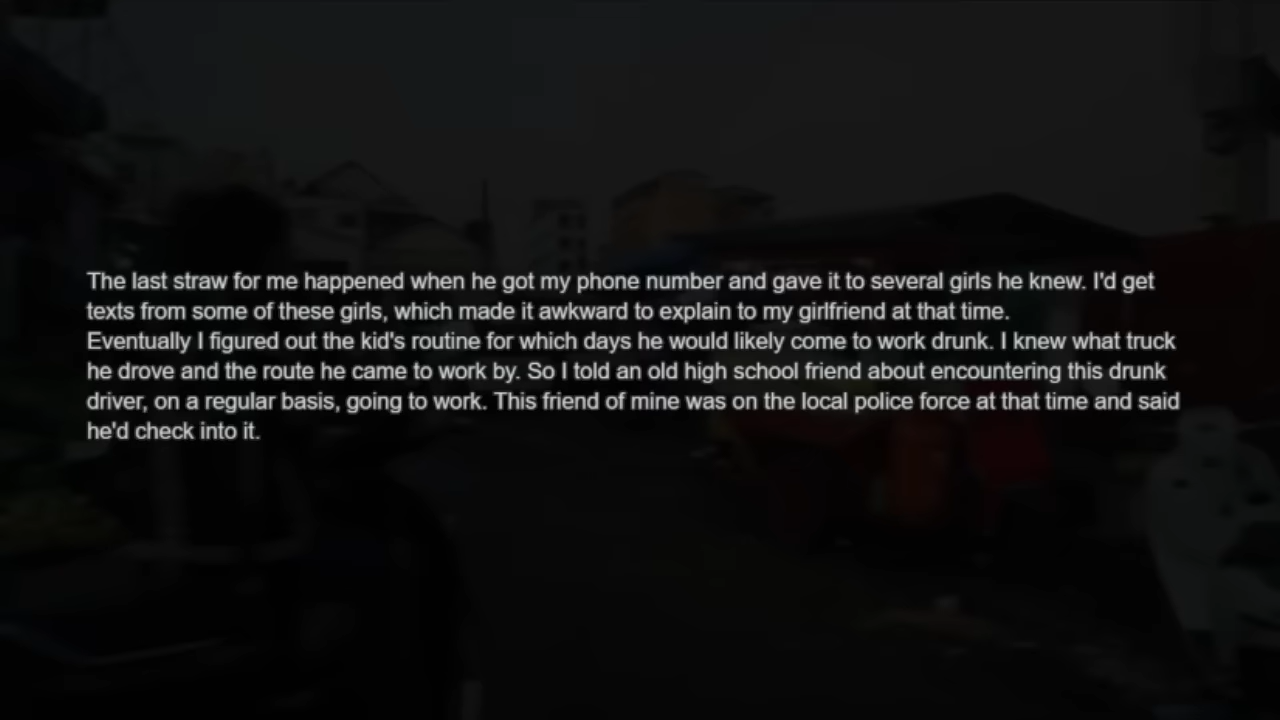 The last straw for me happened when he got my phone number and gave it to several girls he knew. I'd get
texts from some of these girls, which made it awkward to explain to my girlfriend at that time.
Eventually I figured out the kid's routine for which days he would likely come to work drunk. I knew what truck
he drove and the route he came to work by. So I told an old high school friend about encountering this drunk
driver, on a regular basis, going to work. This friend of mine was on the local police force at that time and said
he'd check into it.